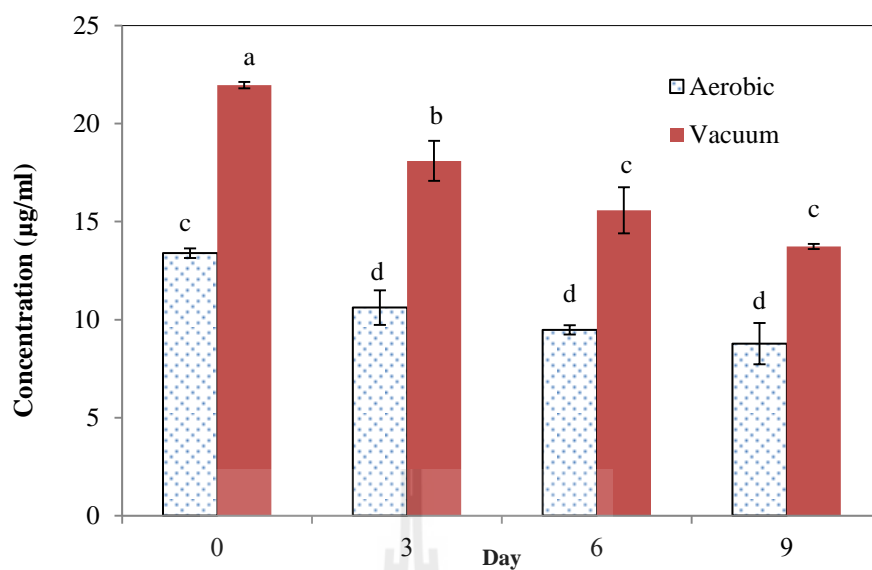 25
20
15
10
5
0
Concentration (µg/ml)
a
b
c
c
c
d
d
d
Aerobic
Vacuum
0 3 6 9
Day